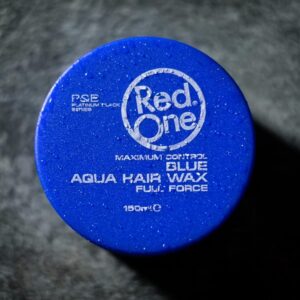 PSE
PLATINUM BLACK
SERIES
Red.
One
MAXIMUM CONTROL
BLUE
AQUA HAIR WAX
FULL FORCE
150ml℮